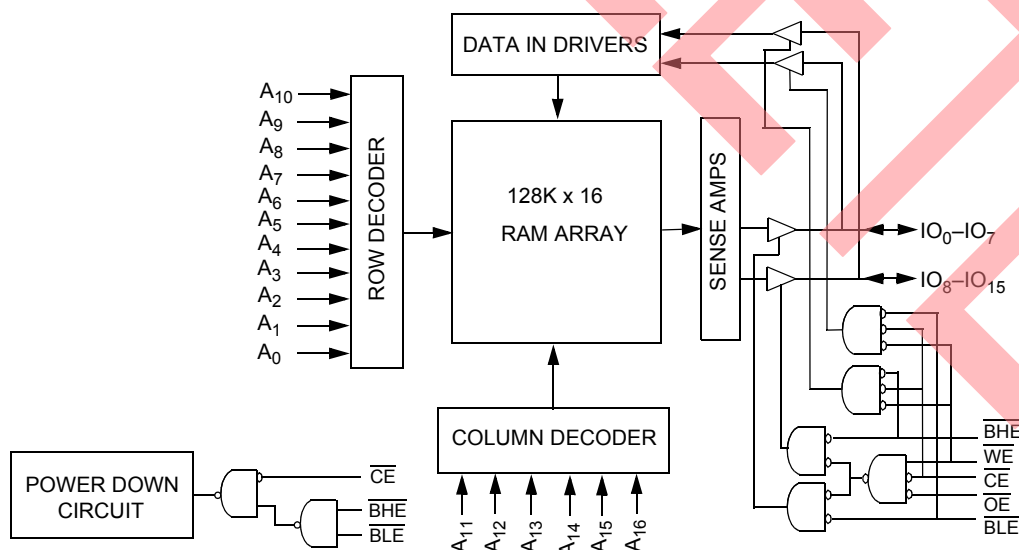 DATA IN DRIVERS
A10
A9
A8
A7
A6
A5
A4
A3
A2
A1
A0
ROW DECODER
128K x 16
RAM ARRAY
SENSE AMPS
IO0–IO7
IO8–IO15
COLUMN DECODER
A11
A12
A13
A14
A15
A16
POWER DOWN
CIRCUIT
CE
BHE
BLE
BHE
WE
CE
OE
BLE